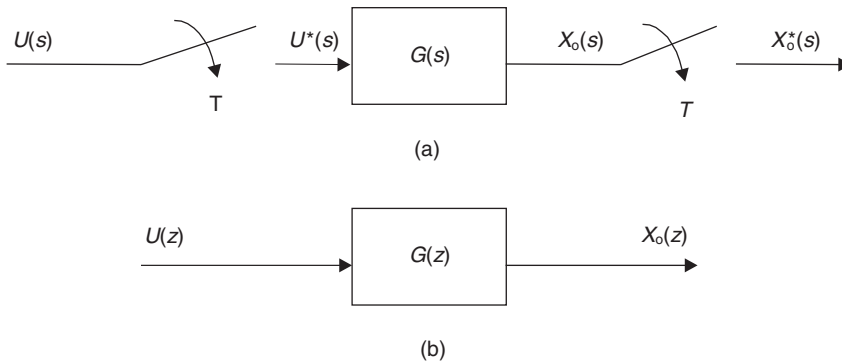 U(s) U*(s) G(s) Xo(s) Xo*(s)
T T
(a)
U(z) G(z) Xo(z)
(b)